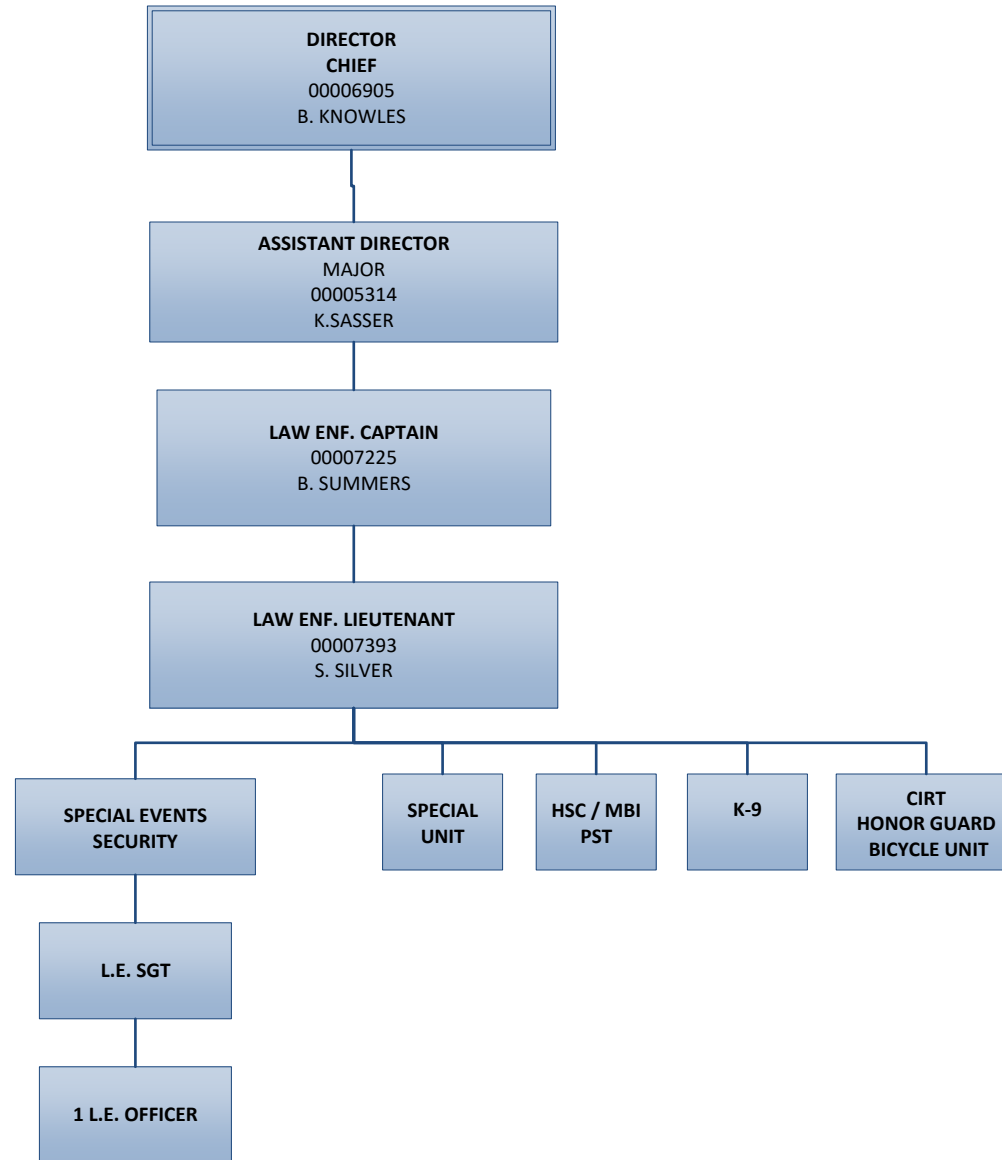 DIRECTOR
CHIEF
00006905
B. KNOWLES
ASSISTANT DIRECTOR
MAJOR
00005314
K.SASSER
LAW ENF. CAPTAIN
00007225
B. SUMMERS
LAW ENF. LIEUTENANT
00007393
S. SILVER
SPECIAL EVENTS
SECURITY
SPECIAL
UNIT
HSC / MBI
PST
K-9
CIRT
HONOR GUARD
BICYCLE UNIT
L.E. SGT
1 L.E. OFFICER